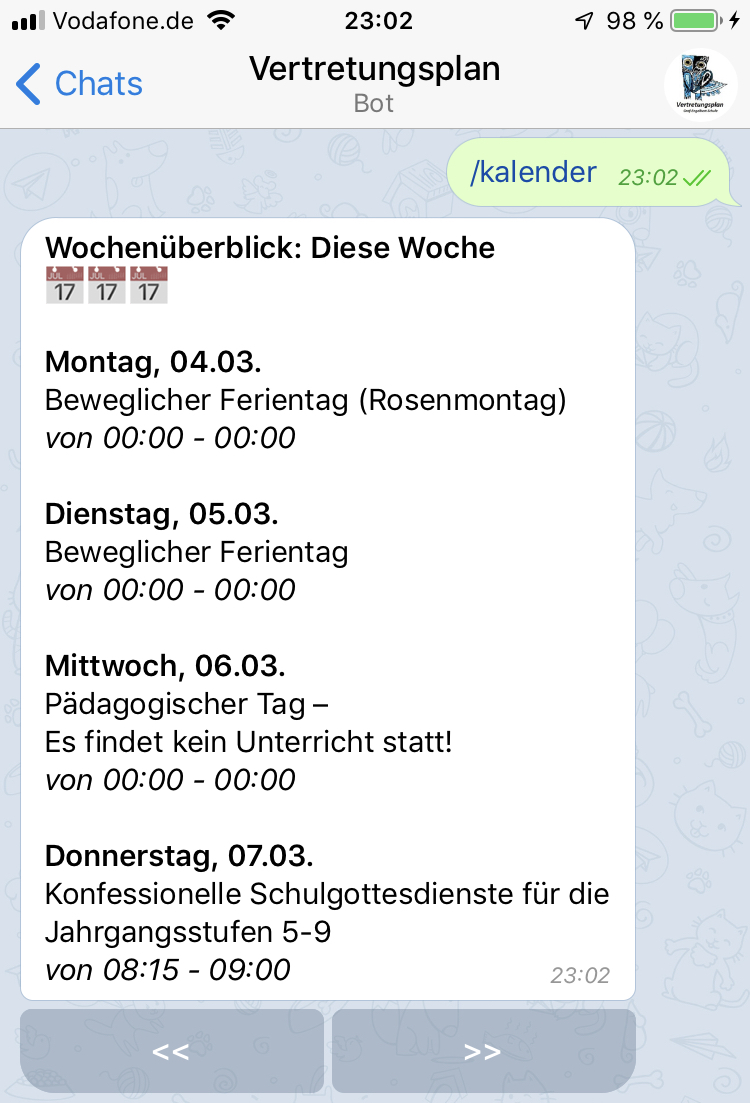 Vodafone.de 23:02 98 %
Chats
Vertretungsplan
Bot
Vertretungsplan
/kalender 23:02
Wochenüberblick: Diese Woche
JUL 17 JUL 17 JUL 17
Montag, 04.03.
Beweglicher Ferientag (Rosenmontag)
von 00:00 - 00:00
Dienstag, 05.03.
Beweglicher Ferientag
von 00:00 - 00:00
Mittwoch, 06.03.
Pädagogischer Tag –
Es findet kein Unterricht statt!
von 00:00 - 00:00
Donnerstag, 07.03.
Konfessionelle Schulgottesdienste für die
Jahrgangsstufen 5-9
von 08:15 - 09:00 23:02
<< >>